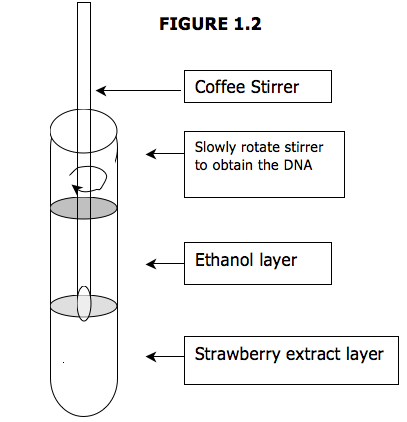 FIGURE 1.2
Coffee Stirrer
Slowly rotate stirrer
to obtain the DNA
Ethanol layer
Strawberry extract layer